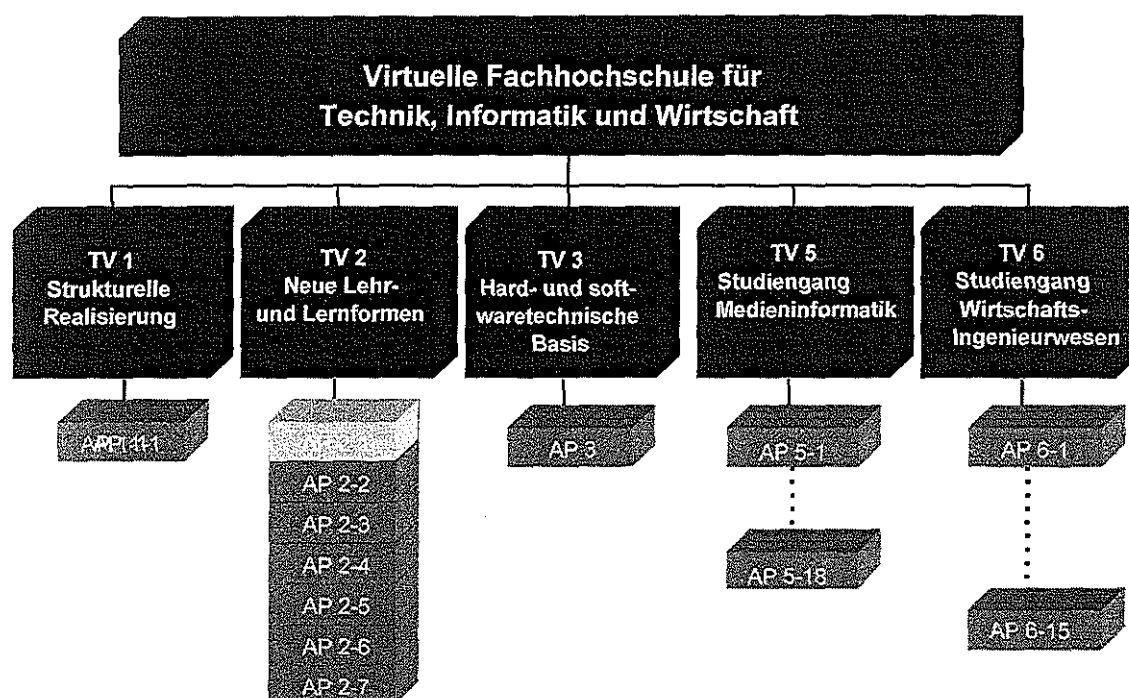 Virtuelle Fachhochschule für
Technik, Informatik und Wirtschaft
TV 1
Strukturelle
Realisierung
TV 2
Neue Lehr-
und Lernformen
TV 3
Hard- und soft-
waretechnische
Basis
TV 5
Studiengang
Medieninformatik
TV 6
Studiengang
Wirtschafts-
Ingenieurwesen
AP 2-2
AP 2-3
AP 2-4
AP 2-5
AP 2-6
AP 2-7
AP 3
AP 5-1
AP 5-18
AP 6-1
AP 6-15